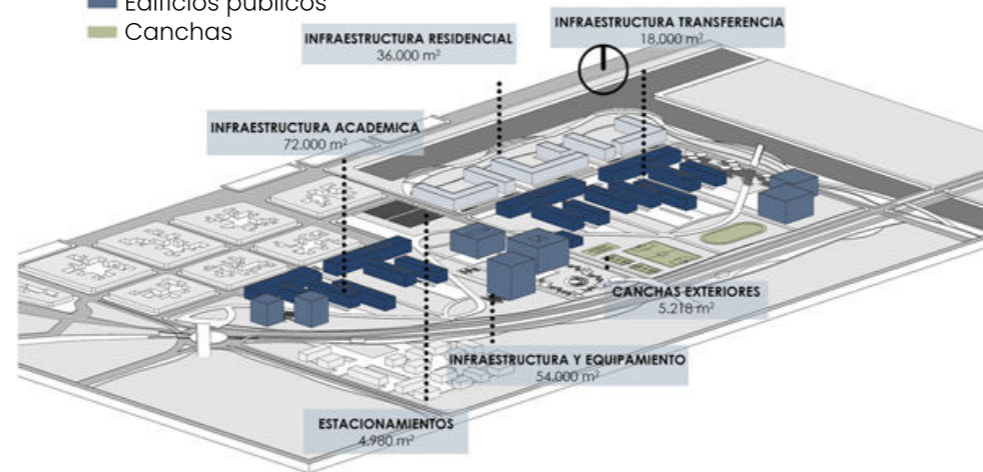 Edificios públicos
Canchas
INFRAESTRUCTURA TRANSFERENCIA
18.000 m²
INFRAESTRUCTURA RESIDENCIAL
36.000 m²
INFRAESTRUCTURA ACADEMICA
72.000 m²
CANCHAS EXTERIORES
5.218 m²
INFRAESTRUCTURA Y EQUIPAMIENTO
54.000 m²
ESTACIONAMIENTOS
4.980 m²